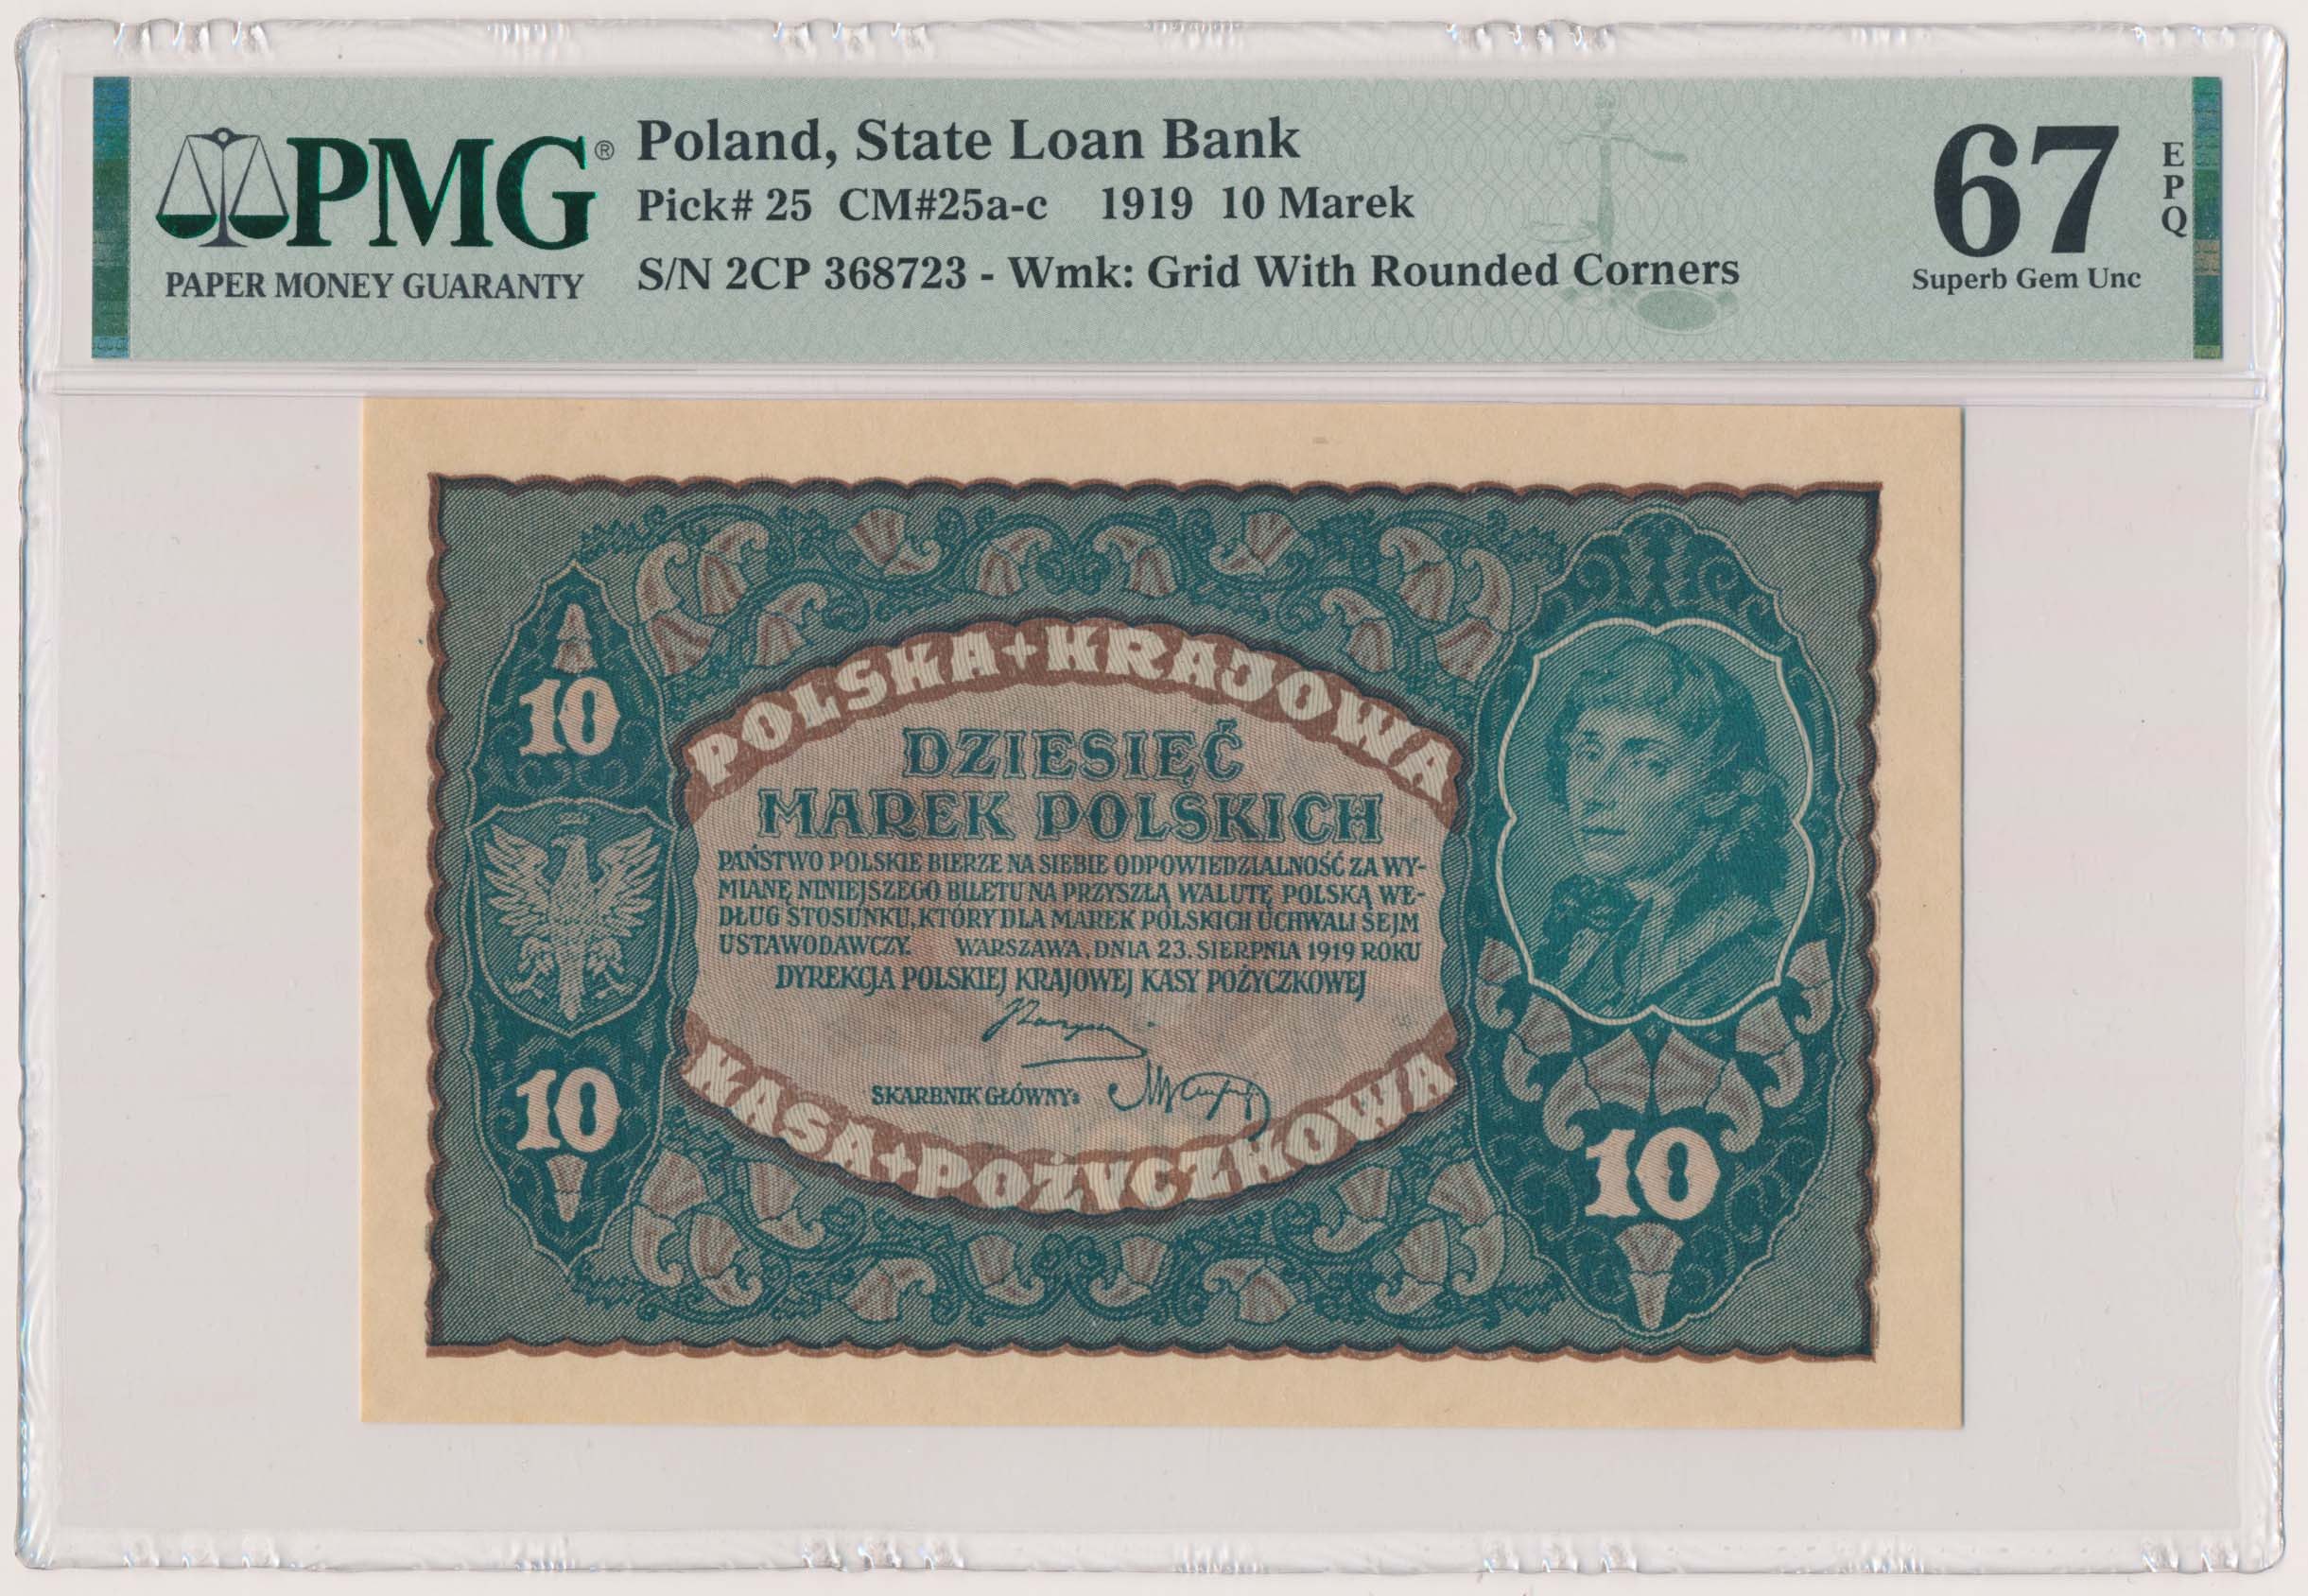 PMG®
PAPER MONEY GUARANTY
Poland, State Loan Bank
Pick# 25 CM#25a-c 1919 10 Marek
S/N 2CP 368723 - Wmk: Grid With Rounded Corners
67
EPQ
Superb Gem Unc
POLSKA+KRAJOWA
10
DZIESIĘĆ
MAREK POLSKICH
PAŃSTWO POLSKIE BIERZE NA SIEBIE ODPOWIEDZIALNOŚĆ ZA WY-
MIANĘ NINIEJSZEGO BILETU NA PRZYSZŁĄ WALUTĘ POLSKĄ WE-
DŁUG STOSUNKU, KTÓRY DLA MAREK POLSKICH UCHWALI SEJM
USTAWODAWCZY. WARSZAWA, DNIA 23. SIERPNIA 1919 ROKU
DYREKCJA POLSKIEJ KRAJOWEJ KASY POŻYCZKOWEJ
SKARBNIK GŁÓWNY:
10
10
KASA+POŻYCZKOWA